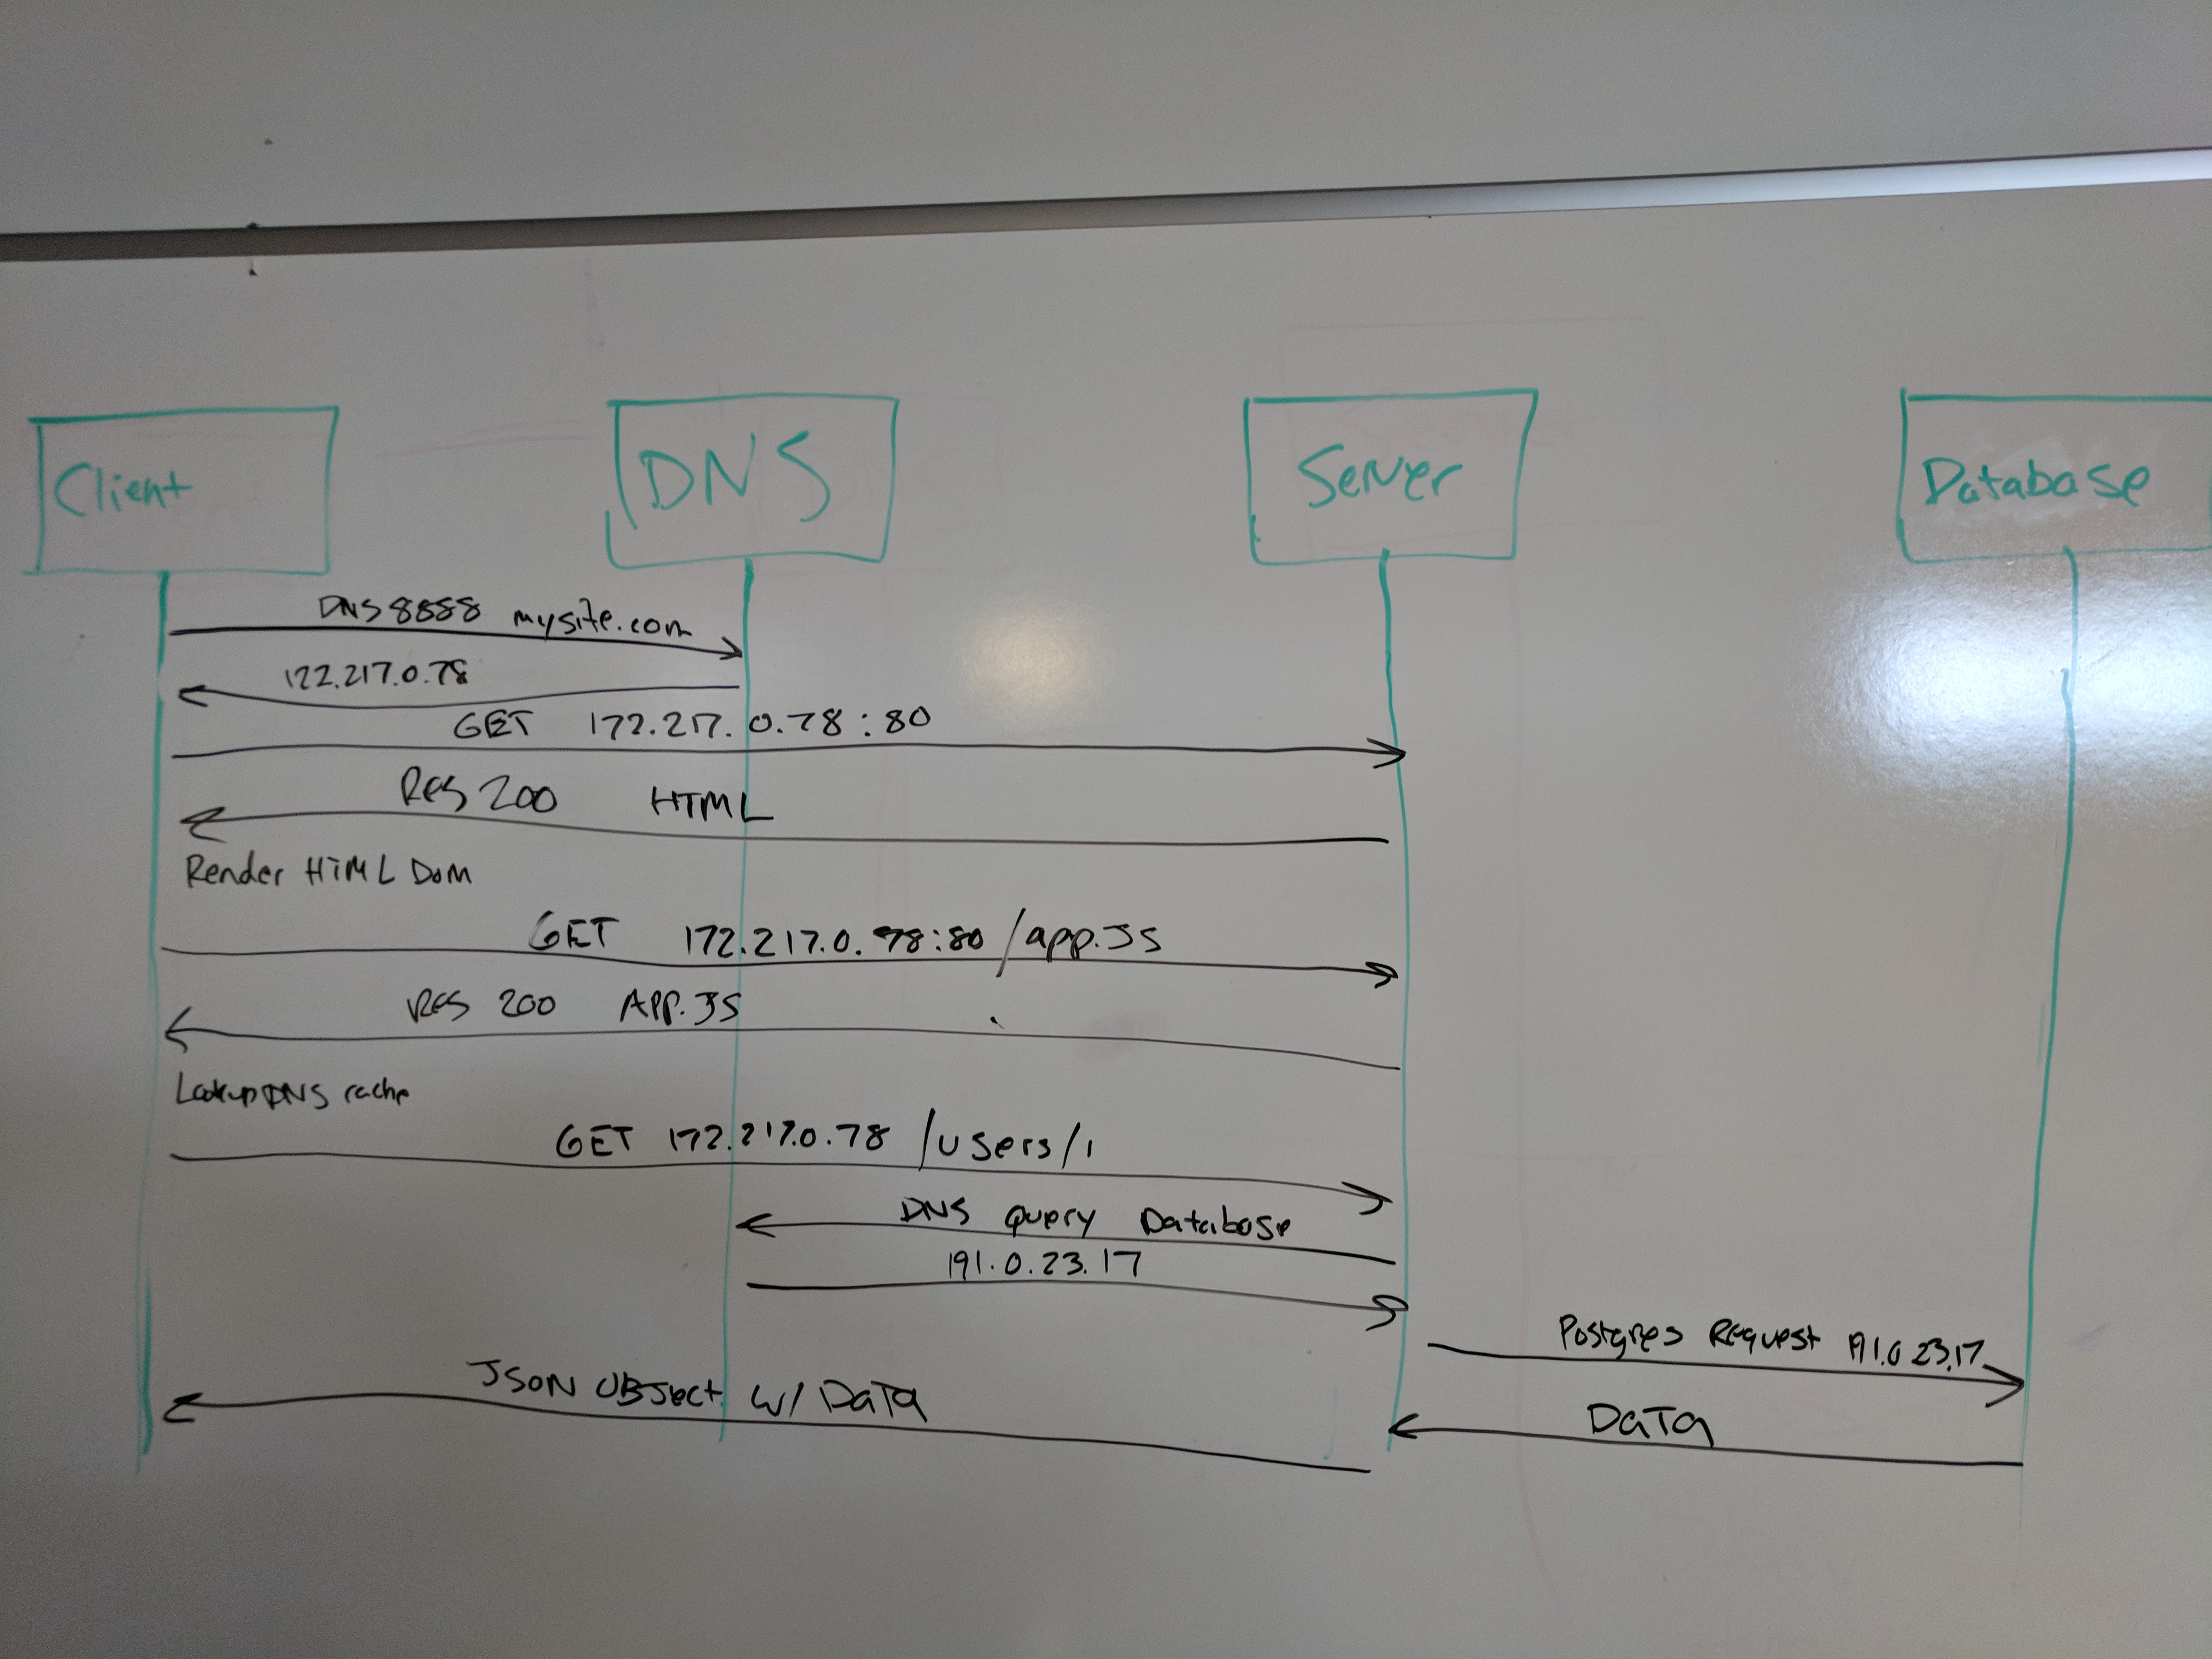 Client
DNS
Server
Database
DNS 8888 mysite.com
122.217.0.78
GET 172.217.0.78:80
Res 200 HTML
Render HTML Dom
GET 172.217.0.78:80 /app.JS
RES 200 APP.JS
Lookup DNS cache
GET 172.217.0.78 /users/1
DNS query Database
191.0.23.17
Postgres Request 191.0.23.17
JSON OBJect w/ DaTa
DaTa